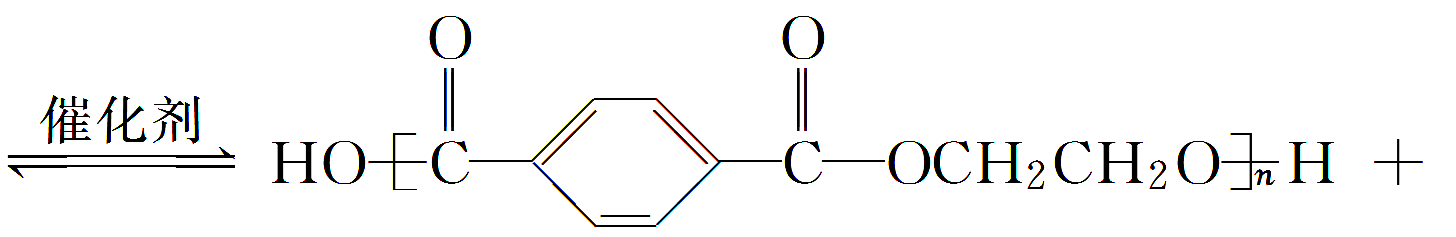 O O
催化剂
HO[C C—OCH₂CH₂O]ₙH +